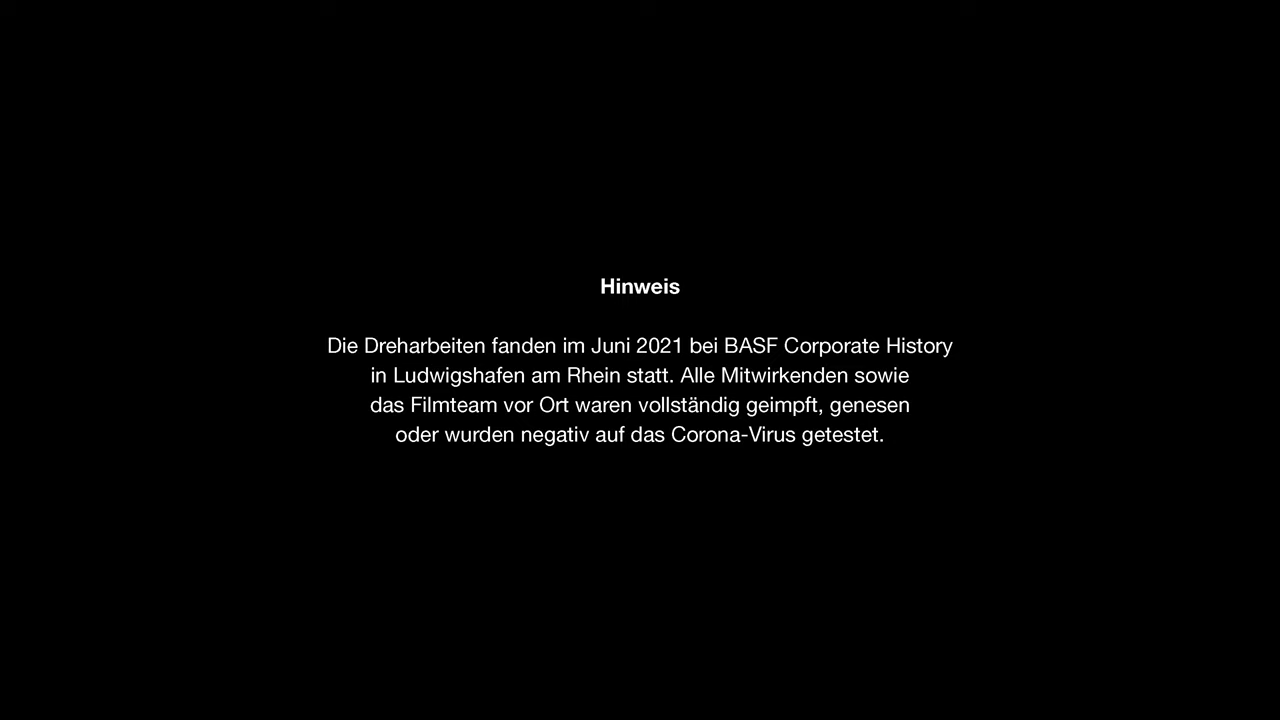 Hinweis
Die Dreharbeiten fanden im Juni 2021 bei BASF Corporate History
in Ludwigshafen am Rhein statt. Alle Mitwirkenden sowie
das Filmteam vor Ort waren vollständig geimpft, genesen
oder wurden negativ auf das Corona-Virus getestet.